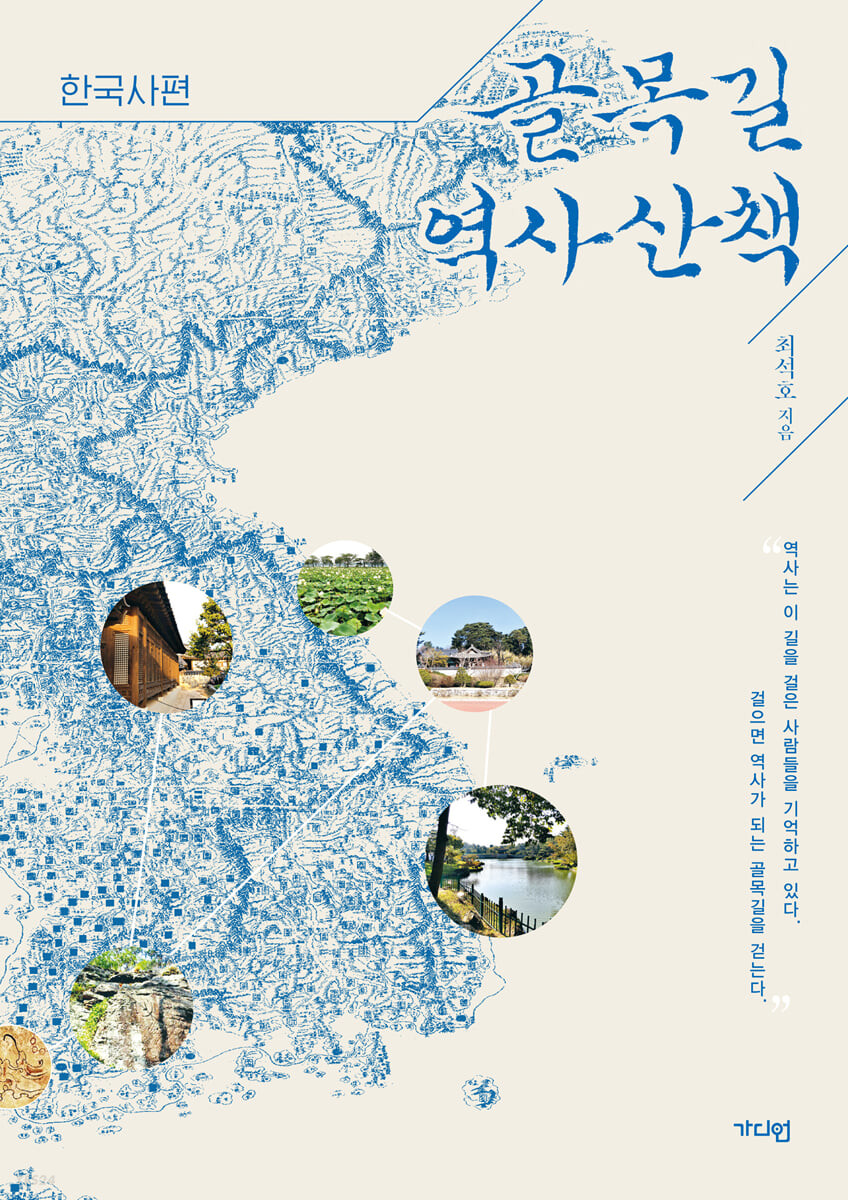 한국사편
골목길
역사산책
최석호 지음
“역사는 이 길을 걸은 사람들을 기억하고 있다.
걸으면 역사가 되는 골목길을 걷는다.”
가디언